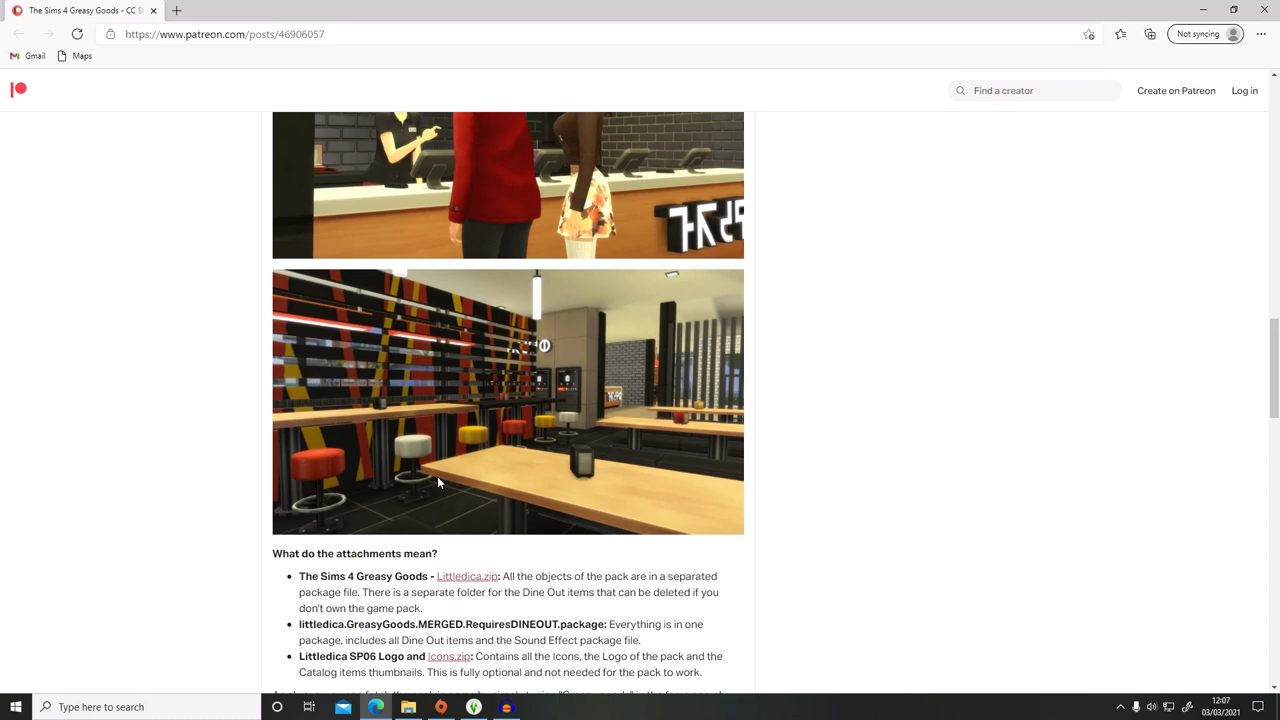 The Sims 4 Greasy Goods - CC S
https://www.patreon.com/posts/46906057
Not syncing
Gmail Maps
Find a creator
Create on Patreon
Log in
What do the attachments mean?
The Sims 4 Greasy Goods - Littledica.zip: All the objects of the pack are in a separated
package file. There is a separate folder for the Dine Out items that can be deleted if you
don't own the game pack.
littledica.GreasyGoods.MERGED.RequiresDINEOUT.package: Everything is in one
package, includes all Dine Out items and the Sound Effect package file.
Littledica SP06 Logo and Icons.zip: Contains all the Icons, the Logo of the pack and the
Catalog items thumbnails. This is fully optional and not needed for the pack to work.
Type here to search
12:07
03/03/2021